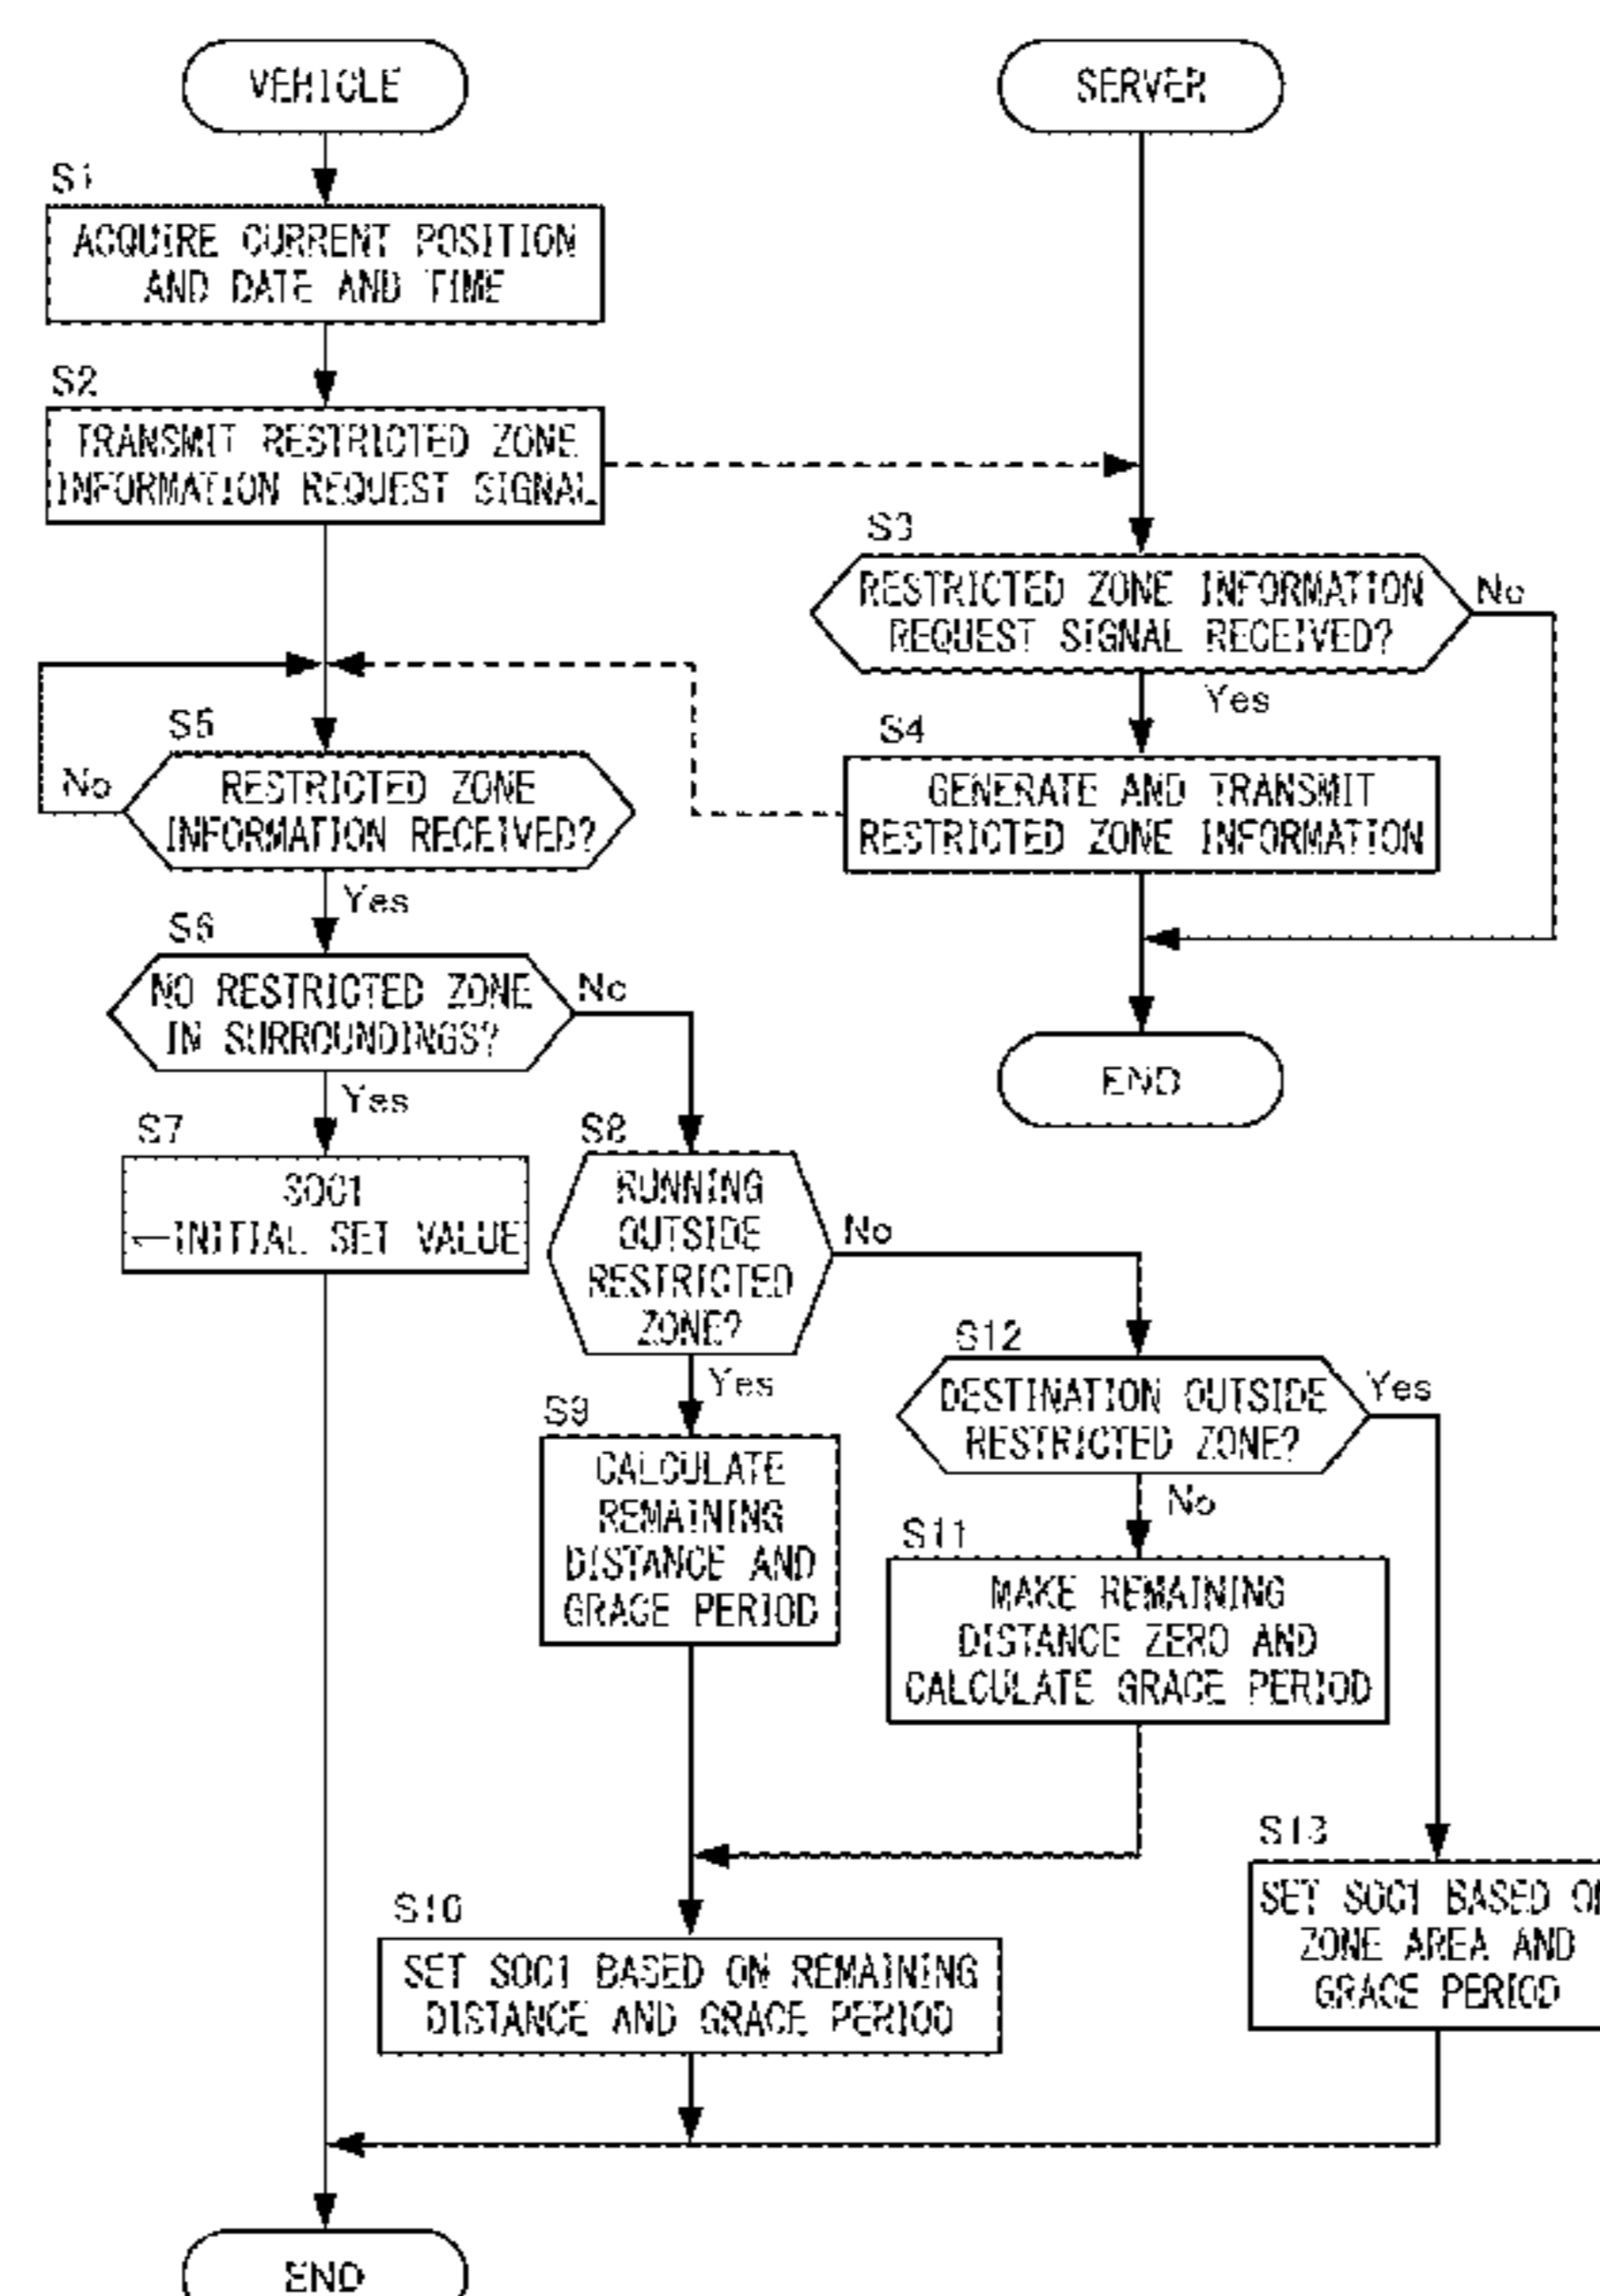 VEHICLE
SERVER
S1
ACQUIRE CURRENT POSITION
AND DATE AND TIME
S2
TRANSMIT RESTRICTED ZONE
INFORMATION REQUEST SIGNAL
S3
RESTRICTED ZONE INFORMATION
REQUEST SIGNAL RECEIVED?
No
Yes
S4
GENERATE AND TRANSMIT
RESTRICTED ZONE INFORMATION
END
S5
RESTRICTED ZONE
INFORMATION RECEIVED?
No
Yes
S6
NO RESTRICTED ZONE
IN SURROUNDINGS?
No
Yes
S7
SOC1
←INITIAL SET VALUE
S8
RUNNING
OUTSIDE
RESTRICTED
ZONE?
No
Yes
S9
CALCULATE
REMAINING
DISTANCE AND
GRACE PERIOD
S12
DESTINATION OUTSIDE
RESTRICTED ZONE?
Yes
No
S11
MAKE REMAINING
DISTANCE ZERO AND
CALCULATE GRACE PERIOD
S13
SET SOC1 BASED ON
ZONE AREA AND
GRACE PERIOD
S10
SET SOC1 BASED ON REMAINING
DISTANCE AND GRACE PERIOD
END